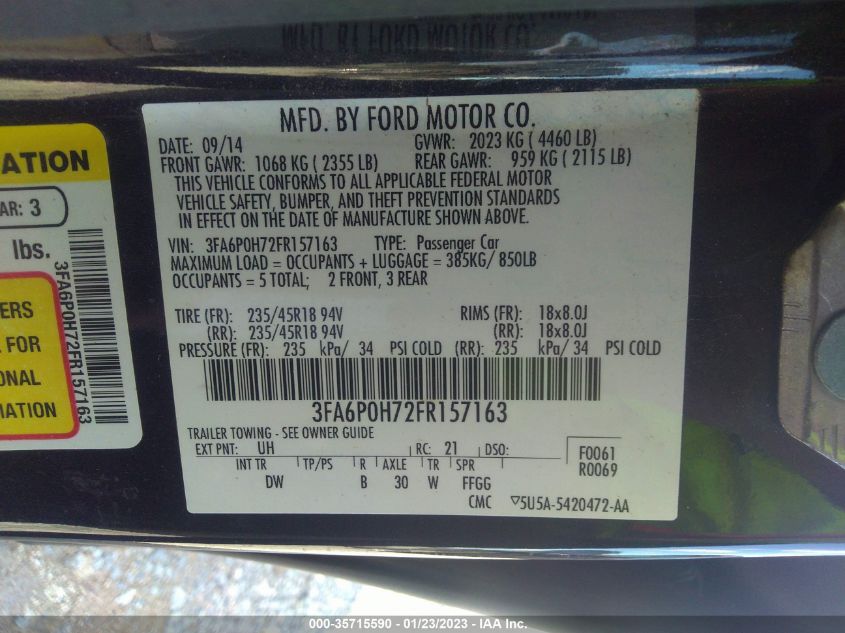 MFD. BY FORD MOTOR CO.
DATE: 09/14 GVWR: 2023 KG ( 4460 LB)
FRONT GAWR: 1068 KG ( 2355 LB) REAR GAWR: 959 KG ( 2115 LB)
THIS VEHICLE CONFORMS TO ALL APPLICABLE FEDERAL MOTOR
VEHICLE SAFETY, BUMPER, AND THEFT PREVENTION STANDARDS
IN EFFECT ON THE DATE OF MANUFACTURE SHOWN ABOVE.
VIN: 3FA6P0H72FR157163 TYPE: Passenger Car
MAXIMUM LOAD = OCCUPANTS + LUGGAGE = 385KG/ 850LB
OCCUPANTS = 5 TOTAL; 2 FRONT, 3 REAR
TIRE (FR): 235/45R18 94V RIMS (FR): 18x8.0J
(RR): 235/45R18 94V (RR): 18x8.0J
PRESSURE (FR): 235 kPa/ 34 PSI COLD (RR): 235 kPa/ 34 PSI COLD
3FA6P0H72FR157163
TRAILER TOWING - SEE OWNER GUIDE
EXT PNT: UH RC: 21 DSO: F0061
R0069
INT TR TP/PS R AXLE TR SPR
DW B 30 W FFGG
CMC ▽5U5A-5420472-AA
ATION
AR: 3
lbs.
ERS
L FOR
ONAL
MATION
3FA6P0H72FR157163
000-35715590 - 01/23/2023 - IAA Inc.